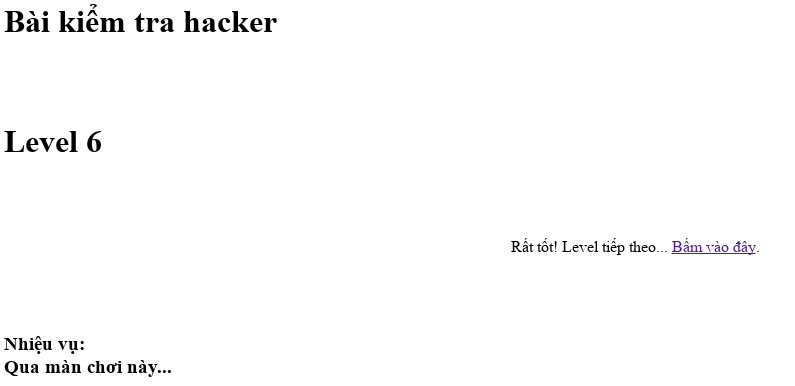 Bài kiểm tra hacker
Level 6
Rất tốt! Level tiếp theo... Bấm vào đây.
Nhiệu vụ:
Qua màn chơi này...